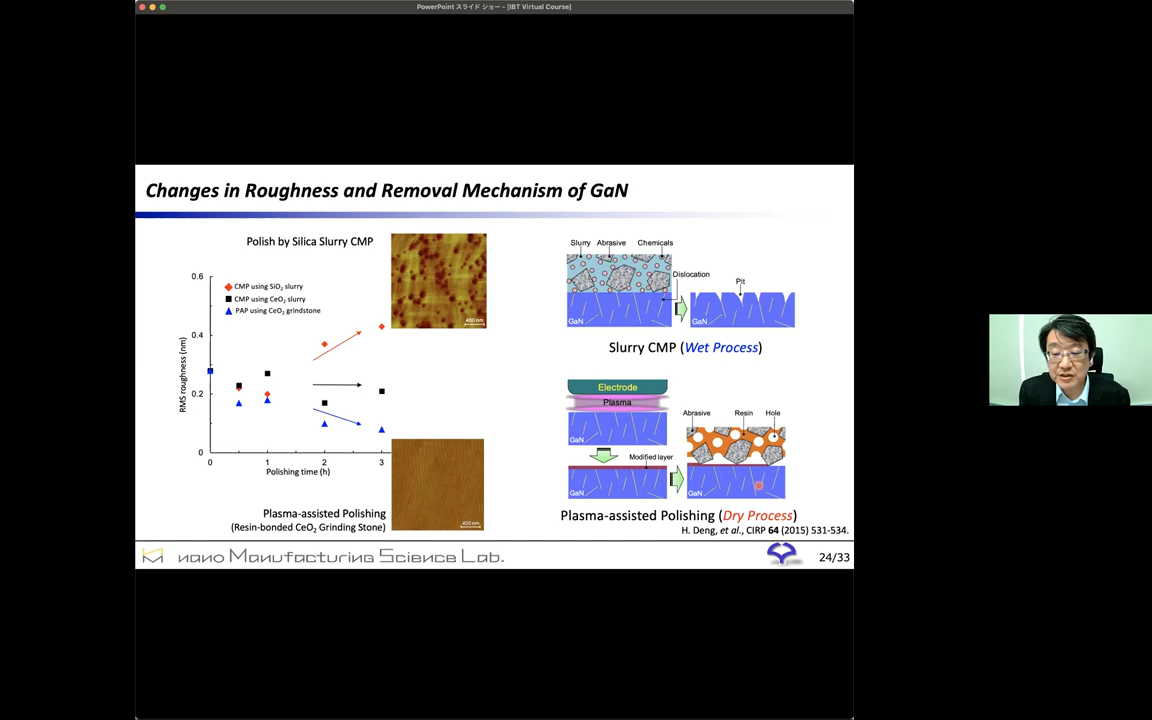 PowerPoint スライド ショー - [IBT Virtual Course]
Changes in Roughness and Removal Mechanism of GaN
Polish by Silica Slurry CMP
0.6
0.4
0.2
0
RMS roughness (nm)
CMP using SiO₂ slurry
CMP using CeO₂ slurry
PAP using CeO₂ grindstone
0 1 2 3
Polishing time (h)
400 nm
400 nm
Plasma-assisted Polishing
(Resin-bonded CeO₂ Grinding Stone)
Slurry Abrasive Chemicals
Dislocation
Pit
GaN
GaN
Slurry CMP (Wet Process)
Electrode
Plasma
GaN
Abrasive Resin Hole
Modified layer
GaN
GaN
Plasma-assisted Polishing (Dry Process)
H. Deng, et al., CIRP 64 (2015) 531-534.
nano Manufacturing Science Lab.
24/33